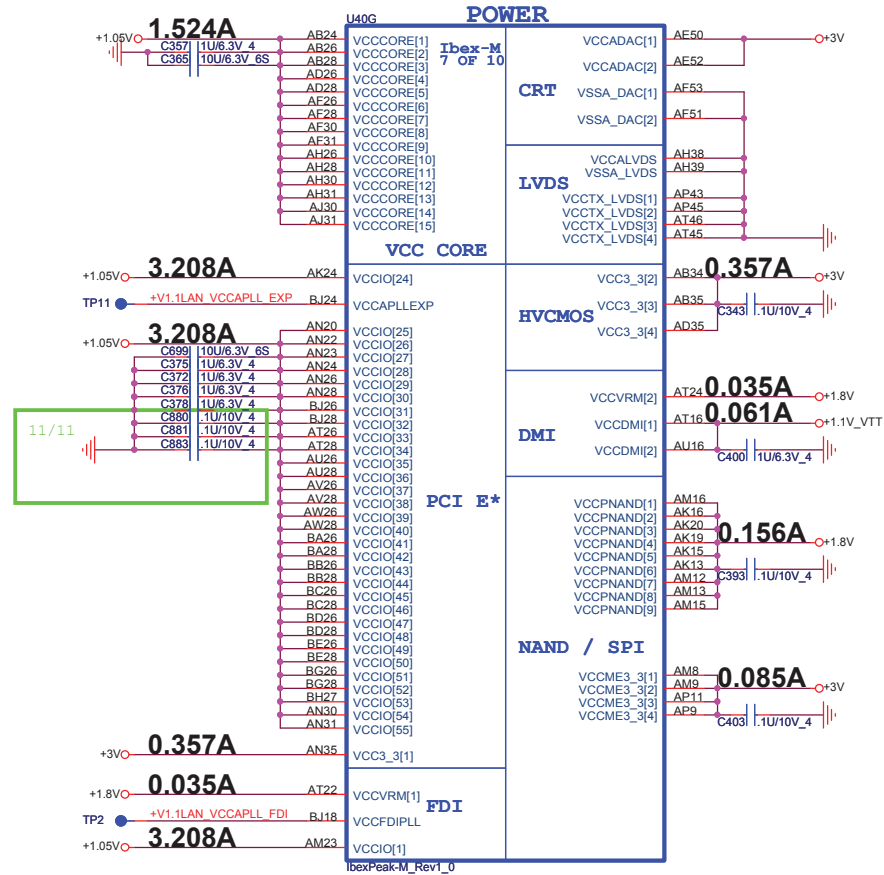 POWER
U40G
Ibex-M
7 OF 10
+1.05V 1.524A
C357 1U/6.3V_4
C365 10U/6.3V_6S
AB24 VCCCORE[1]
AB26 VCCCORE[2]
AB28 VCCCORE[3]
AD26 VCCCORE[4]
AD28 VCCCORE[5]
AF26 VCCCORE[6]
AF28 VCCCORE[7]
AF30 VCCCORE[8]
AF31 VCCCORE[9]
AH26 VCCCORE[10]
AH28 VCCCORE[11]
AH30 VCCCORE[12]
AH31 VCCCORE[13]
AJ30 VCCCORE[14]
AJ31 VCCCORE[15]
VCC CORE
+1.05V 3.208A AK24 VCCIO[24]
TP11 +V1.1LAN_VCCAPLL_EXP BJ24 VCCAPLLEXP
+1.05V 3.208A
C699 10U/6.3V_6S
C375 1U/6.3V_4
C372 1U/6.3V_4
C376 1U/6.3V_4
C378 1U/6.3V_4
C880 .1U/10V_4
C881 .1U/10V_4
C883 .1U/10V_4
11/11
AN20 VCCIO[25]
AN22 VCCIO[26]
AN23 VCCIO[27]
AN24 VCCIO[28]
AN26 VCCIO[29]
AN28 VCCIO[30]
BJ26 VCCIO[31]
BJ28 VCCIO[32]
AT26 VCCIO[33]
AT28 VCCIO[34]
AU26 VCCIO[35]
AU28 VCCIO[36]
AV26 VCCIO[37]
AV28 VCCIO[38]
AW26 VCCIO[39]
AW28 VCCIO[40]
BA26 VCCIO[41]
BA28 VCCIO[42]
BB26 VCCIO[43]
BB28 VCCIO[44]
BC26 VCCIO[45]
BC28 VCCIO[46]
BD26 VCCIO[47]
BD28 VCCIO[48]
BE26 VCCIO[49]
BE28 VCCIO[50]
BG26 VCCIO[51]
BG28 VCCIO[52]
BH27 VCCIO[53]
AN30 VCCIO[54]
AN31 VCCIO[55]
PCI E*
+3V 0.357A AN35 VCC3_3[1]
+1.8V 0.035A AT22 VCCVRM[1]
FDI
TP2 +V1.1LAN_VCCAPLL_FDI BJ18 VCCFDIPLL
+1.05V 3.208A AM23 VCCIO[1]
IbexPeak-M_Rev1_0
CRT
VCCADAC[1] AE50 +3V
VCCADAC[2] AE52
VSSA_DAC[1] AF53
VSSA_DAC[2] AF51
LVDS
VCCALVDS AH38
VSSA_LVDS AH39
VCCTX_LVDS[1] AP43
VCCTX_LVDS[2] AP45
VCCTX_LVDS[3] AT46
VCCTX_LVDS[4] AT45
HVCMOS
VCC3_3[2] AB34 0.357A +3V
VCC3_3[3] AB35 C343 .1U/10V_4
VCC3_3[4] AD35
DMI
VCCVRM[2] AT24 0.035A +1.8V
VCCDMI[1] AT16 0.061A +1.1V_VTT
VCCDMI[2] AU16 C400 1U/6.3V_4
NAND / SPI
VCCPNAND[1] AM16
VCCPNAND[2] AK16
VCCPNAND[3] AK20
VCCPNAND[4] AK19 0.156A +1.8V
VCCPNAND[5] AK15
VCCPNAND[6] AK13 C393 .1U/10V_4
VCCPNAND[7] AM12
VCCPNAND[8] AM13
VCCPNAND[9] AM15
VCCME3_3[1] AM8
VCCME3_3[2] AM9 0.085A +3V
VCCME3_3[3] AP11
VCCME3_3[4] AP9 C403 .1U/10V_4